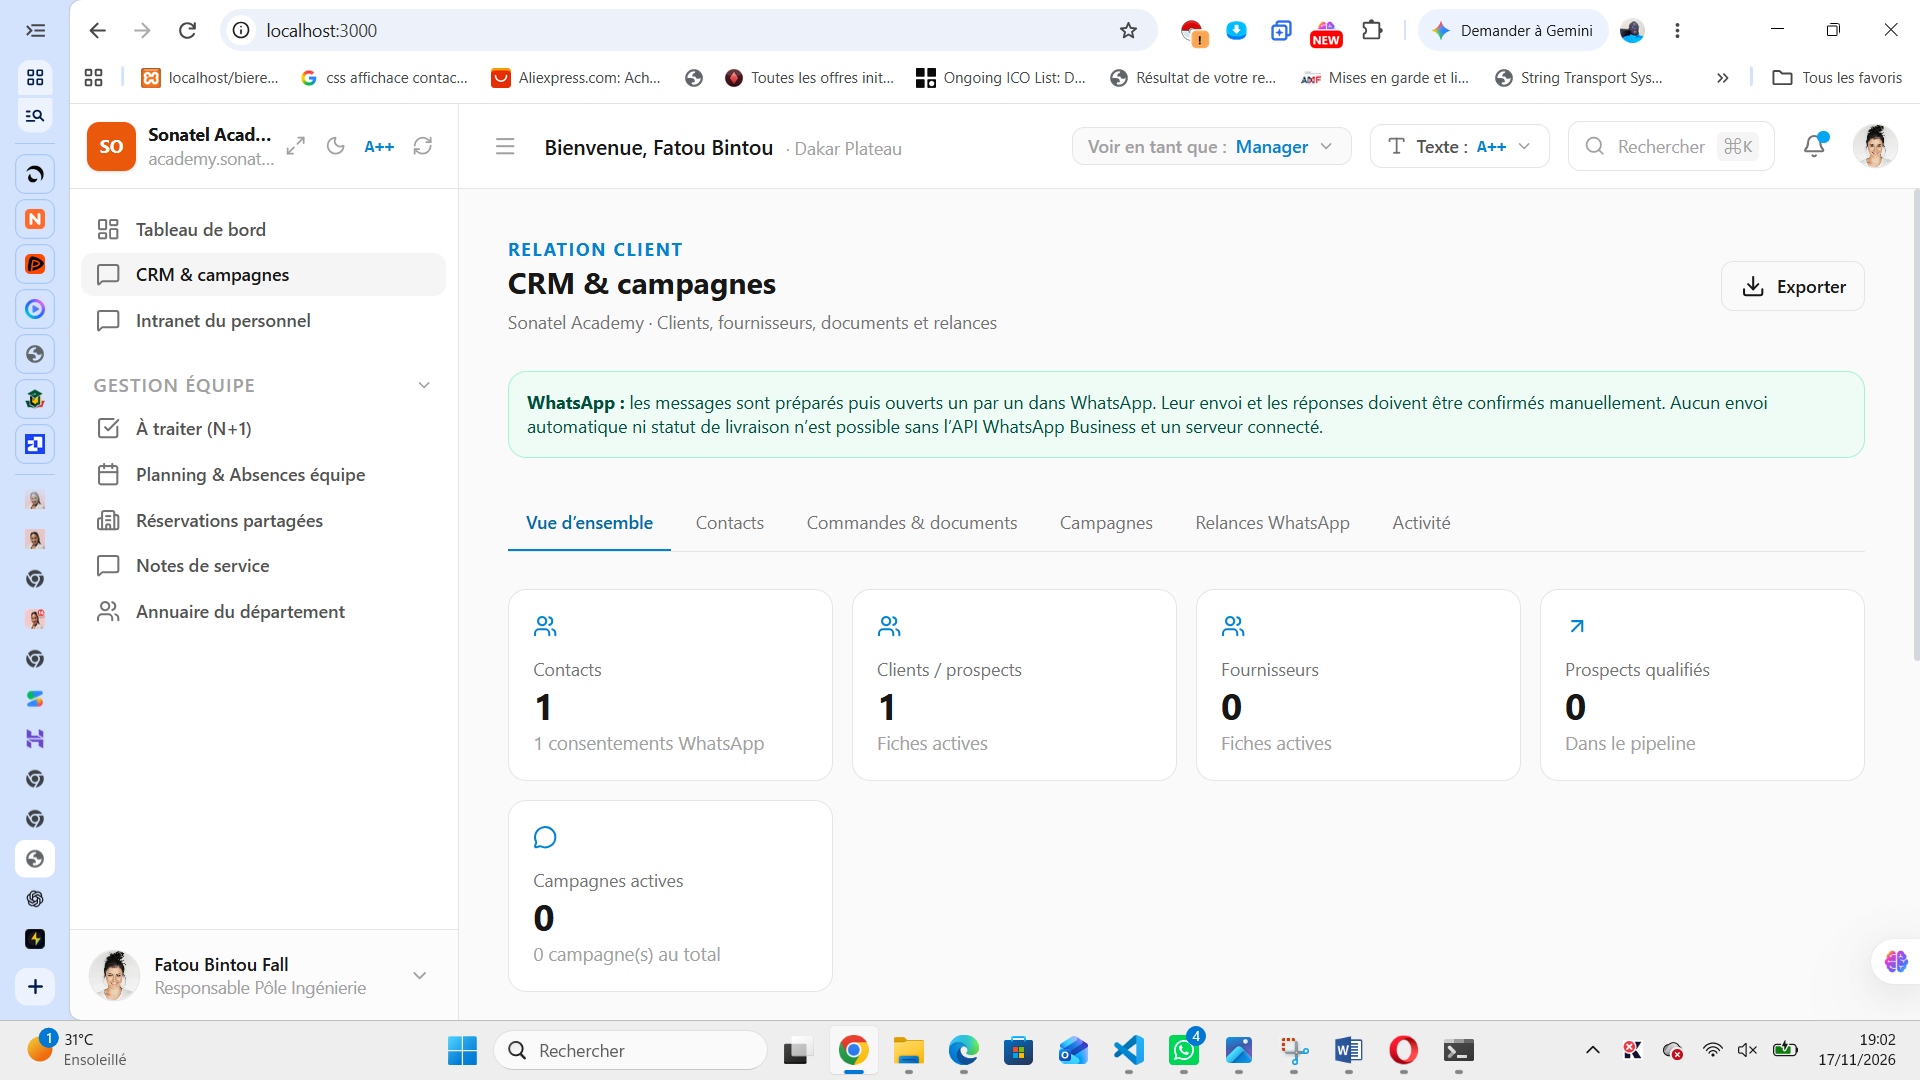 localhost:3000
NEW
Demander à Gemini
localhost/biere...
css affichace contac...
Aliexpress.com: Ach...
Toutes les offres init...
Ongoing ICO List: D...
Résultat de votre re...
Mises en garde et li...
String Transport Sys...
Tous les favoris
SO
Sonatel Acad...
academy.sonat...
A++
Bienvenue, Fatou Bintou · Dakar Plateau
Voir en tant que : Manager
Texte : A++
Rechercher ⌘K
Tableau de bord
CRM & campagnes
Intranet du personnel
GESTION ÉQUIPE
À traiter (N+1)
Planning & Absences équipe
Réservations partagées
Notes de service
Annuaire du département
Fatou Bintou Fall
Responsable Pôle Ingénierie
RELATION CLIENT
CRM & campagnes
Sonatel Academy · Clients, fournisseurs, documents et relances
Exporter
WhatsApp : les messages sont préparés puis ouverts un par un dans WhatsApp. Leur envoi et les réponses doivent être confirmés manuellement. Aucun envoi
automatique ni statut de livraison n’est possible sans l’API WhatsApp Business et un serveur connecté.
Vue d’ensemble
Contacts
Commandes & documents
Campagnes
Relances WhatsApp
Activité
Contacts
1
1 consentements WhatsApp
Clients / prospects
1
Fiches actives
Fournisseurs
0
Fiches actives
Prospects qualifiés
0
Dans le pipeline
Campagnes actives
0
0 campagne(s) au total
1
31°C
Ensoleillé
Rechercher
4
19:02
17/11/2026